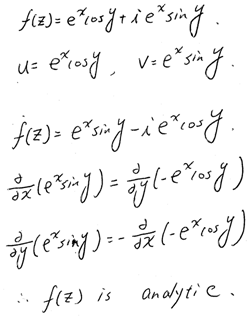 f(z)=e^x cos y + i e^x sin y .
u= e^x cos y , v= e^x sin y .
f(z)= e^x sin y - i e^x cos y .
∂/∂x (e^x sin y) = ∂/∂y (-e^x cos y)
∂/∂y (e^x sin y) = - ∂/∂x (-e^x cos y)
∴ f(z) is analytic .